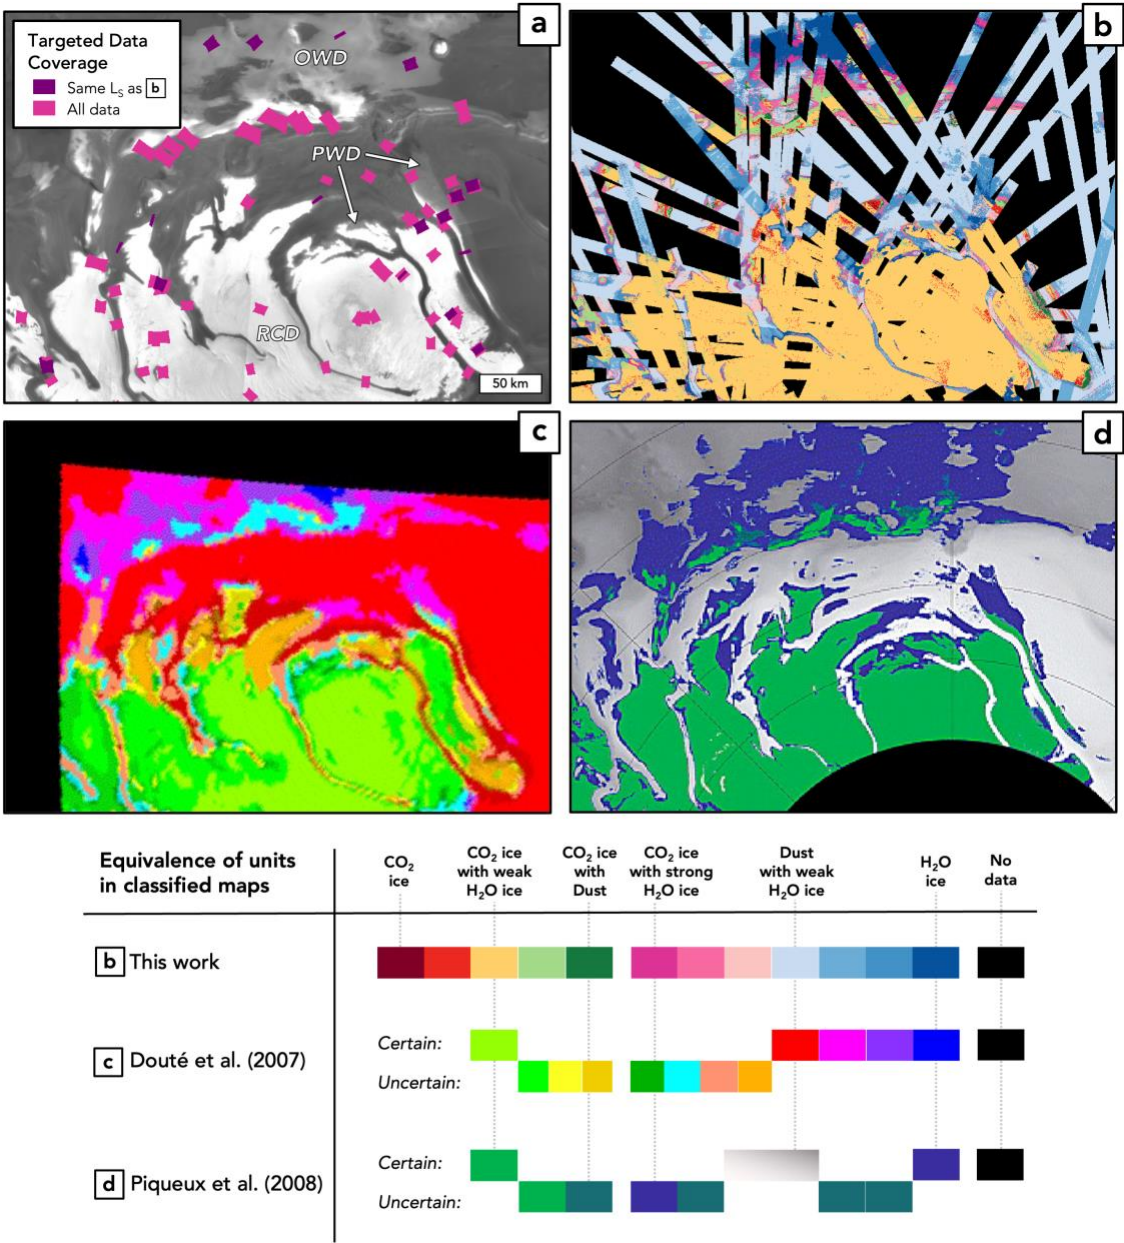 a
Targeted Data
Coverage
Same LS as b
All data
OWD
PWD
RCD
50 km
b
c
d
Equivalence of units
in classified maps
CO2
ice
CO2 ice
with weak
H2O ice
CO2 ice
with
Dust
CO2 ice
with strong
H2O ice
Dust
with weak
H2O ice
H2O
ice
No
data
b This work
c Douté et al. (2007)
Certain:
Uncertain:
d Piqueux et al. (2008)
Certain:
Uncertain: